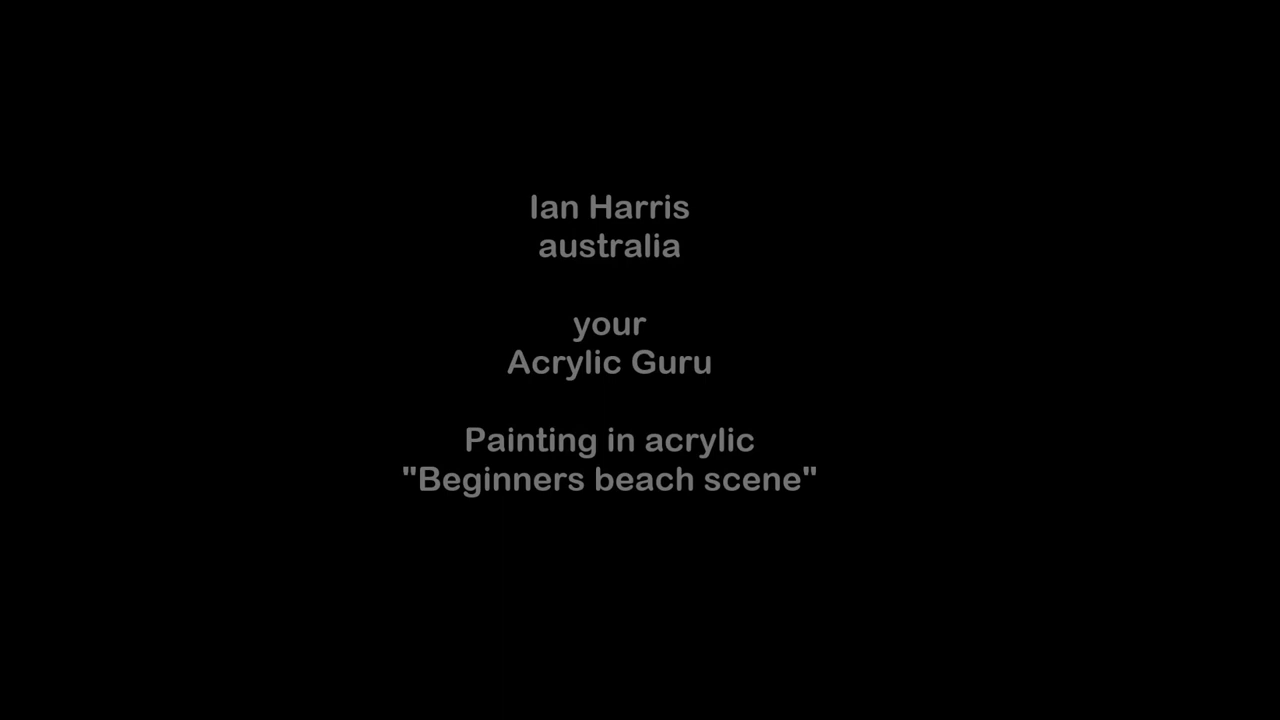 Ian Harris
australia
your
Acrylic Guru
Painting in acrylic
"Beginners beach scene"